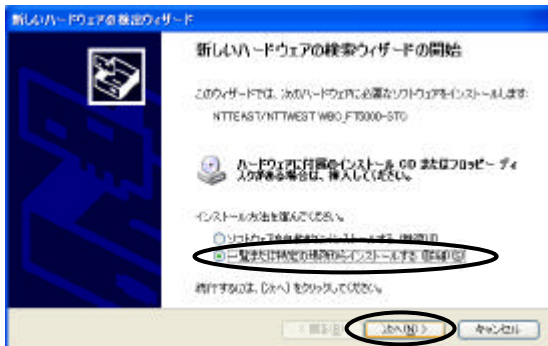 新しいハードウェアの検出ウィザード
新しいハードウェアの検索ウィザードの開始
このウィザードでは、次のハードウェアに必要なソフトウェアをインストールします:
NTTEAST/NTTWEST WBC_FT5000-STC
ハードウェアに付属のインストール CD またはフロッピー ディ
スクがある場合は、挿入してください。
インストール方法を選んでください。
ソフトウェアを自動的にインストールする (推奨)(I)
一覧または特定の場所からインストールする (詳細)(S)
続行するには、[次へ] をクリックしてください。
< 戻る(B) 次へ(N) > キャンセル